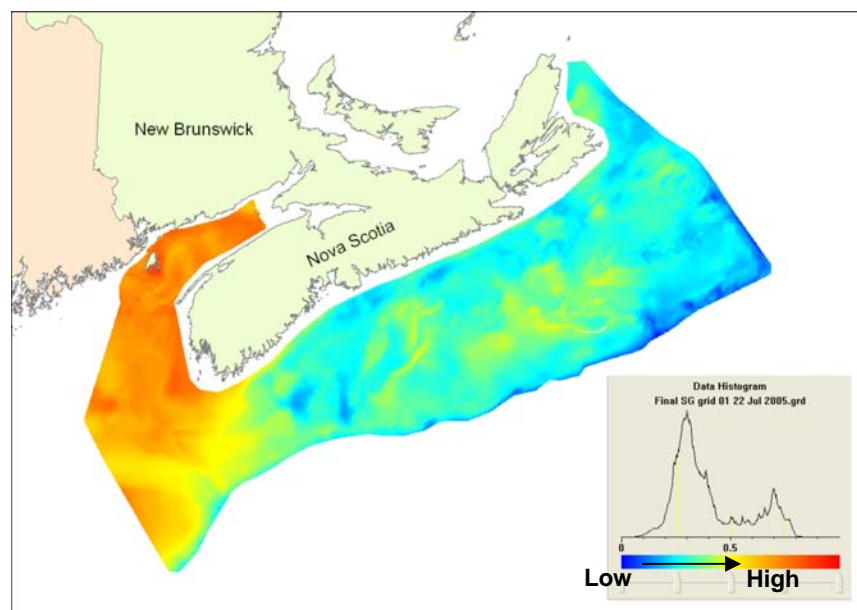 New Brunswick
Nova Scotia
Data Histogram
Final SG grid 01 22 Jul 2005.grd
0
0.5
Low
High